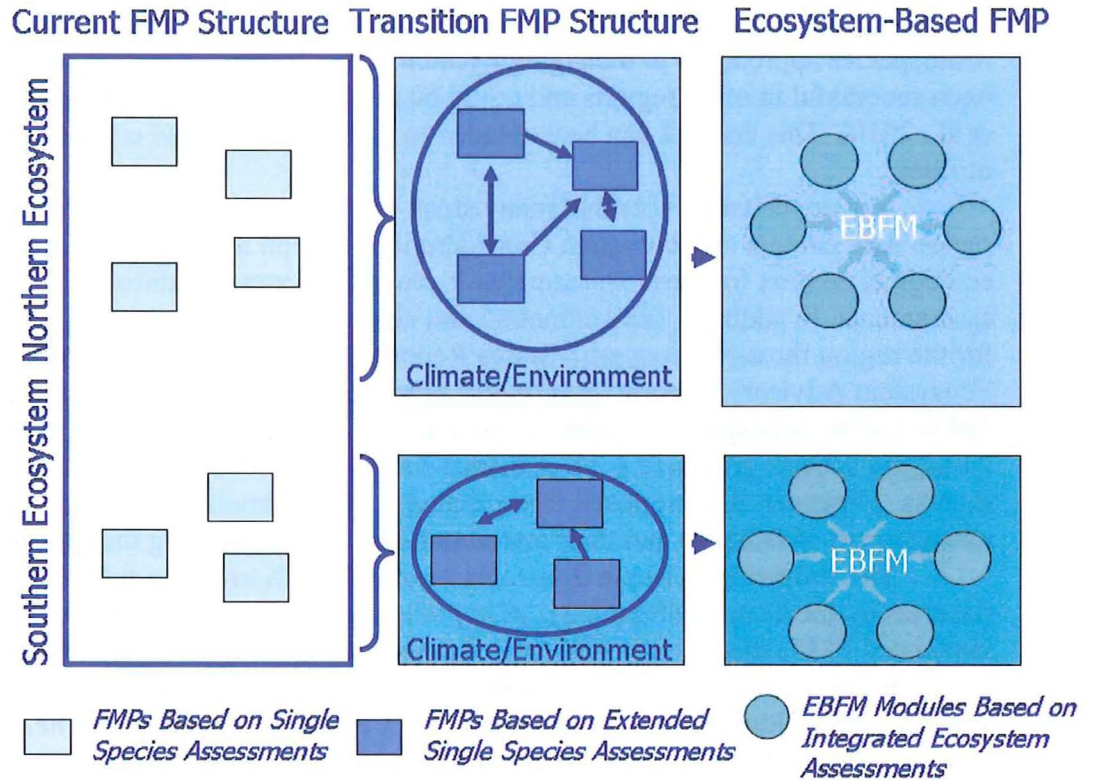 Current FMP Structure
Transition FMP Structure
Ecosystem-Based FMP
Northern Ecosystem
Southern Ecosystem
Climate/Environment
EBFM
Climate/Environment
EBFM
FMPs Based on Single
Species Assessments
FMPs Based on Extended
Single Species Assessments
EBFM Modules Based on
Integrated Ecosystem
Assessments